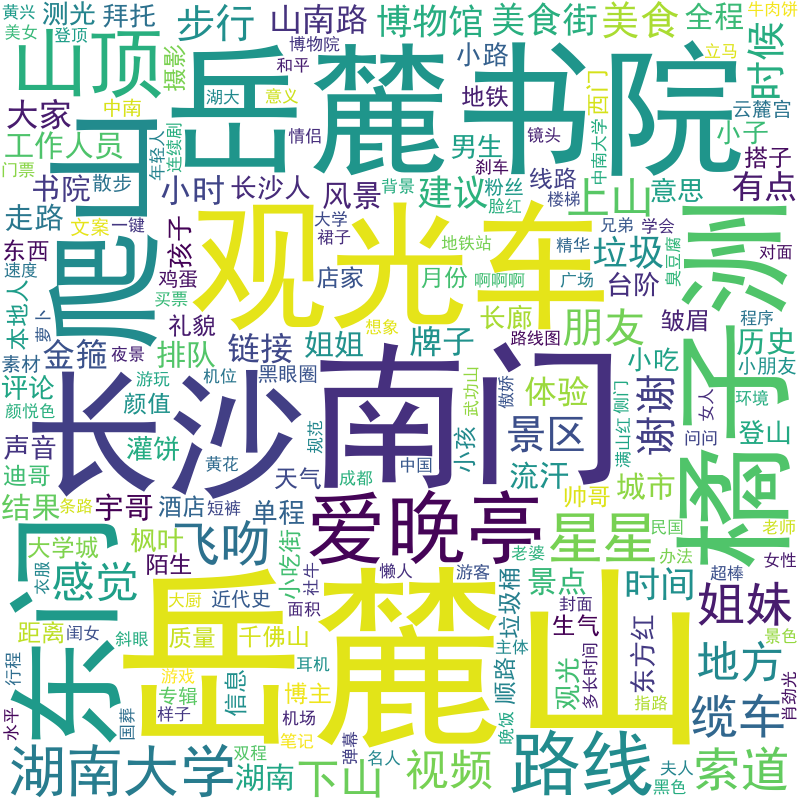 黄兴
美女
登顶
测光
拜托
步行
摄影
山南路
博物院
和平
博物馆
小路
美食街
美食
地铁
西门
全程
立马
时候
牛肉饼
云麓宫
小子
山顶
岳麓书院
湖大
意义
情侣
镜头
中南大学
大家
中南
年轻人
连续剧
工作人员
门票
书院
散步
小时
长沙人
风景
男生
刹车
建议
背景
粉丝
脸红
线路
楼梯
上山
意思
搭子
有点
走路
爬山
文案
一键
孩子
大学
裙子
观光车
地铁站
啊啊啊
兄弟
精华
广场
学会
垃圾
台阶
臭豆腐
对面
橘子洲
东西
速度
本地人
萝卜
买票
鸡蛋
店家
月份
礼貌
想象
长廊
路线图
朋友
皱眉
历史
程序
小朋友
素材
金箍
夜景
排队
链接
姐姐
牌子
黑眼圈
武功山
傲娇
小吃
体验
谢谢
满山红
侧门
问问
女人
环境
登山
评论
颜悦色
游玩
颜值
机位
长沙南门
声音
灌饼
规范
黄花
天气
成都
中国
小孩
流汗
景区
迪哥
结果
条路
宇哥
酒店
短裤
单程
爱晚亭
帅哥
星星
城市
民国
老师
东门
大学城
衣服
枫叶
陌生
飞吻
小吃街
面积
社牛
懒人
游客
老婆
景点
办法
超棒
女性
感觉
大厨
近代史
岳麓山
封面
主体
顺路
垃圾桶
时间
姐妹
景色
距离
闺女
斜眼
质量
千佛山
耳机
生气
东方红
地方
行程
水平
国葬
专辑
样子
游戏
信息
博主
机场
笔记
晚饭
观光
多长时间
指路
缆车
肖劲光
湖南大学
双程
湖南
下山
弹幕
名人
视频
路线
夫人
黑色
索道